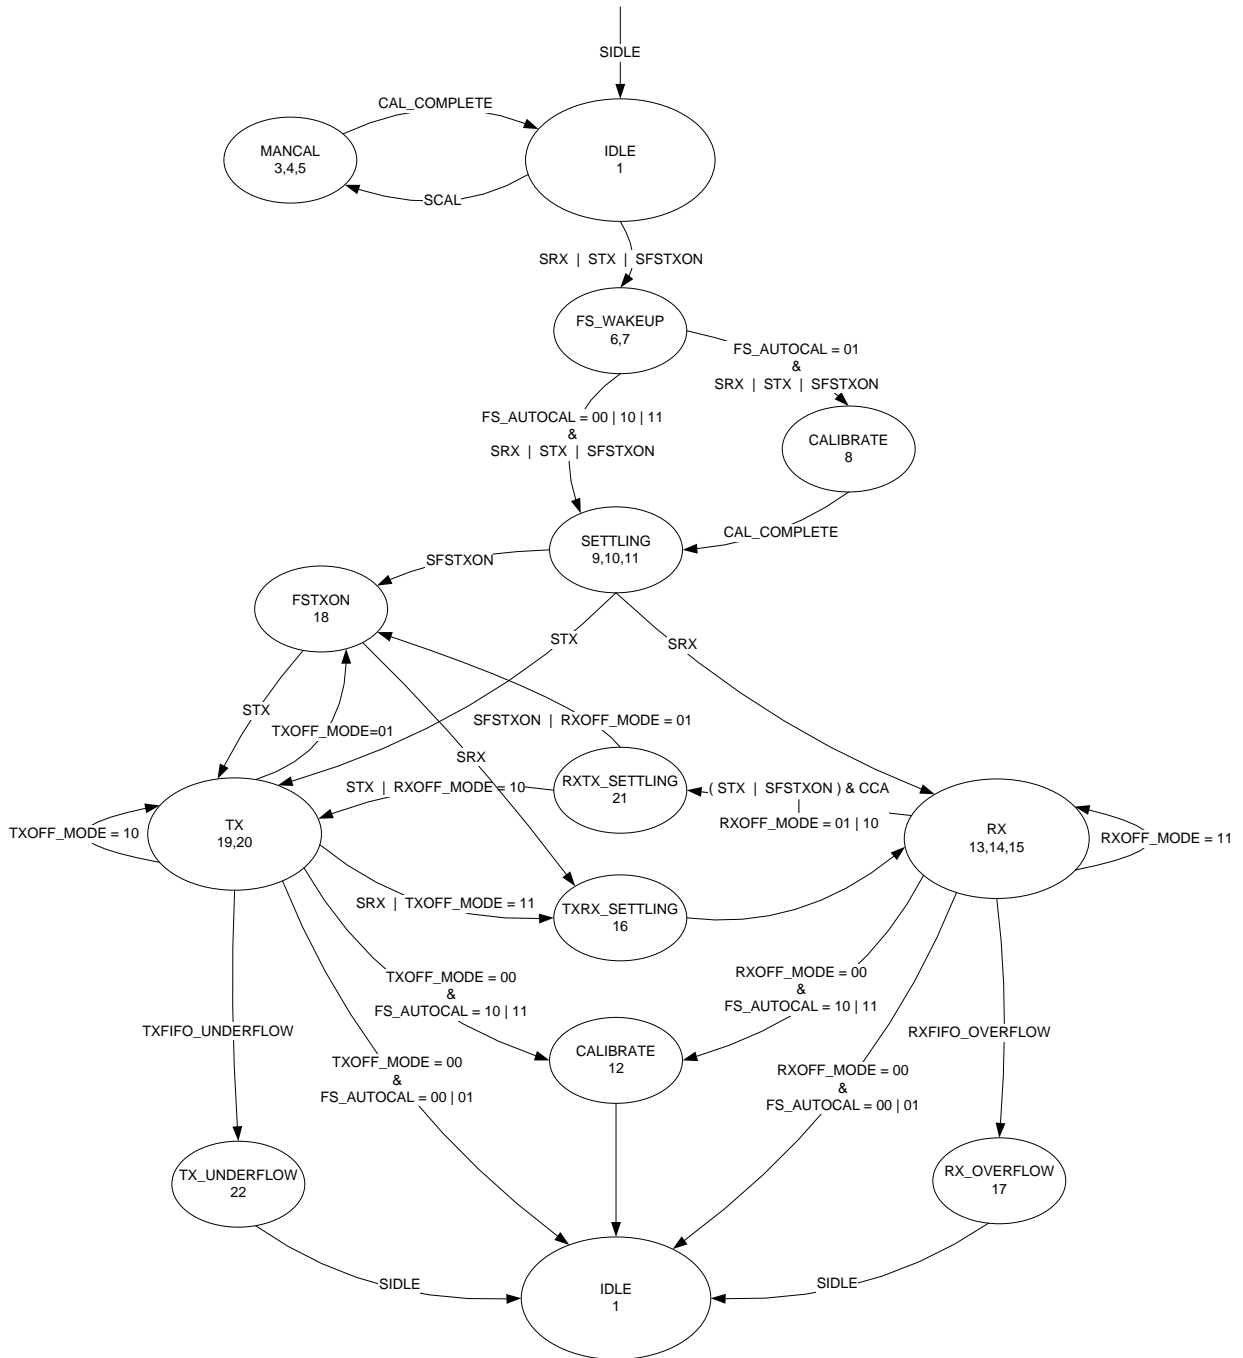 SIDLE
CAL_COMPLETE
MANCAL
3,4,5
IDLE
1
SCAL
SRX | STX | SFSTXON
FS_WAKEUP
6,7
FS_AUTOCAL = 01
&
SRX | STX | SFSTXON
FS_AUTOCAL = 00 | 10 | 11
&
SRX | STX | SFSTXON
CALIBRATE
8
CAL_COMPLETE
SETTLING
9,10,11
SFSTXON
FSTXON
18
STX
SRX
STX
TXOFF_MODE=01
SFSTXON | RXOFF_MODE = 01
SRX
STX | RXOFF_MODE = 10
RXTX_SETTLING
21
( STX | SFSTXON ) & CCA
|
RXOFF_MODE = 01 | 10
TXOFF_MODE = 10
TX
19,20
RX
13,14,15
RXOFF_MODE = 11
SRX | TXOFF_MODE = 11
TXRX_SETTLING
16
TXOFF_MODE = 00
&
FS_AUTOCAL = 10 | 11
RXOFF_MODE = 00
&
FS_AUTOCAL = 10 | 11
TXFIFO_UNDERFLOW
RXFIFO_OVERFLOW
CALIBRATE
12
TXOFF_MODE = 00
&
FS_AUTOCAL = 00 | 01
RXOFF_MODE = 00
&
FS_AUTOCAL = 00 | 01
TX_UNDERFLOW
22
RX_OVERFLOW
17
SIDLE
SIDLE
IDLE
1